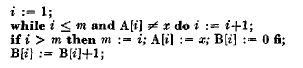 i := 1;
while i ≤ m and A[i] ≠ x do i := i+1;
if i > m then m := i; A[i] := x; B[i] := 0 fi;
B[i] := B[i]+1;